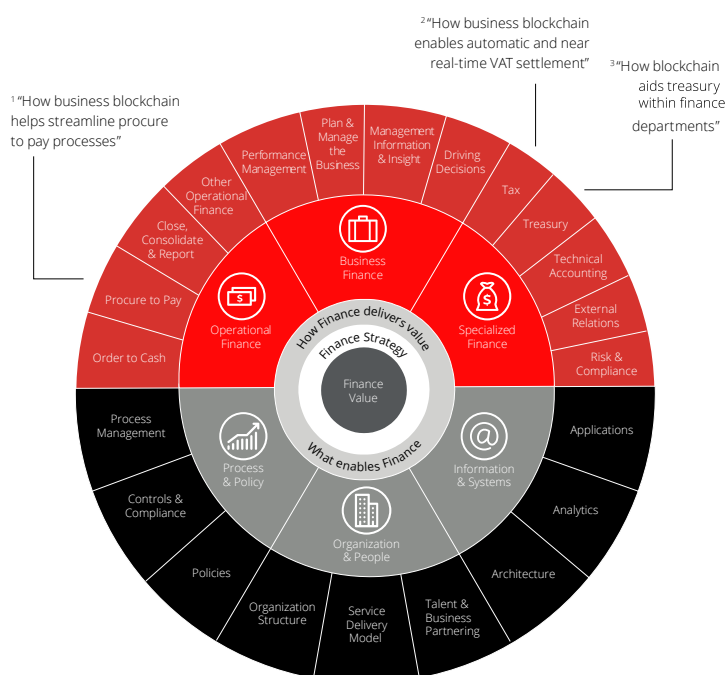 2 “How business blockchain
enables automatic and near
real-time VAT settlement”
3 “How blockchain
aids treasury
within finance
departments”
1 “How business blockchain
helps streamline procure
to pay processes”
Plan &
Manage
the
Business
Management
Information
& Insight
Performance
Management
Driving
Decisions
Other
Operational
Finance
Tax
Close,
Consolidate
& Report
Treasury
Technical
Accounting
Procure to Pay
External
Relations
Order to Cash
Risk &
Compliance
Business
Finance
$
Operational
Finance
$
Specialized
Finance
How Finance delivers value
Finance Strategy
Finance
Value
What enables Finance
Process
& Policy
@
Information
& Systems
Organization
& People
Process
Management
Applications
Controls &
Compliance
Analytics
Policies
Architecture
Organization
Structure
Service
Delivery
Model
Talent &
Business
Partnering